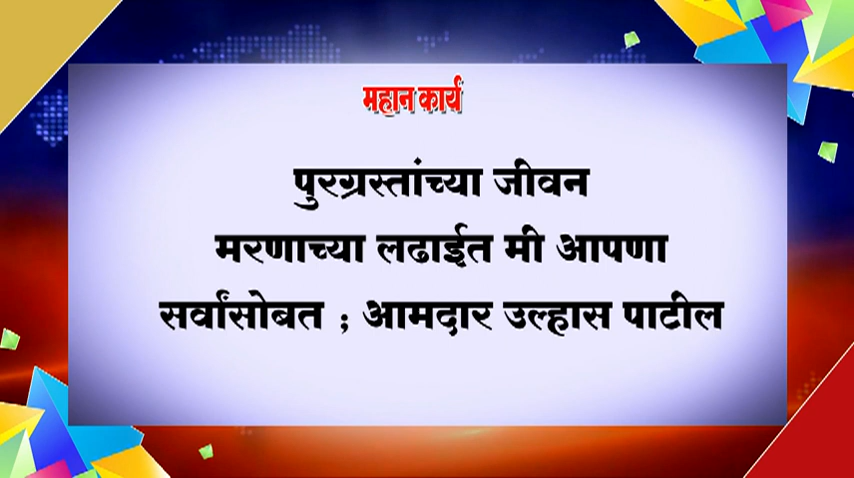 महान कार्य
पुरग्रस्तांच्या जीवन
मरणाच्या लढाईत मी आपणा
सर्वांसोबत ; आमदार उल्हास पाटील